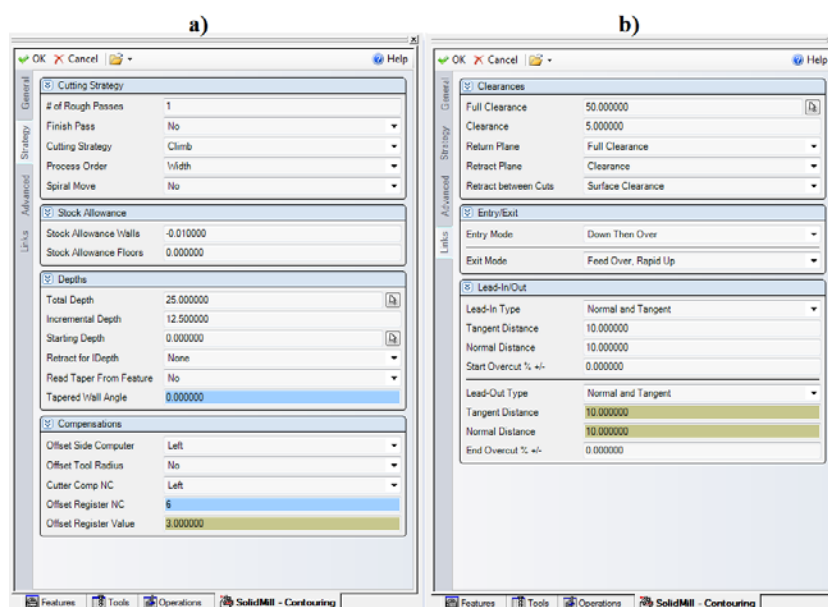 a)
OK Cancel Help
General
Strategy
Advanced
Links
Cutting Strategy
# of Rough Passes 1
Finish Pass No
Cutting Strategy Climb
Process Order Width
Spiral Move No
Stock Allowance
Stock Allowance Walls -0.010000
Stock Allowance Floors 0.000000
Depths
Total Depth 25.000000
Incremental Depth 12.500000
Starting Depth 0.000000
Retract for IDepth None
Read Taper From Feature No
Tapered Wall Angle 0.000000
Compensations
Offset Side Computer Left
Offset Tool Radius No
Cutter Comp NC Left
Offset Register NC 6
Offset Register Value 3.000000
Features Tools Operations SolidMill - Contouring
b)
OK Cancel Help
General
Strategy
Advanced
Links
Clearances
Full Clearance 50.000000
Clearance 5.000000
Return Plane Full Clearance
Retract Plane Clearance
Retract between Cuts Surface Clearance
Entry/Exit
Entry Mode Down Then Over
Exit Mode Feed Over, Rapid Up
Lead-In/Out
Lead-In Type Normal and Tangent
Tangent Distance 10.000000
Normal Distance 10.000000
Start Overcut % +/- 0.000000
Lead-Out Type Normal and Tangent
Tangent Distance 10.000000
Normal Distance 10.000000
End Overcut % +/- 0.000000
Features Tools Operations SolidMill - Contouring